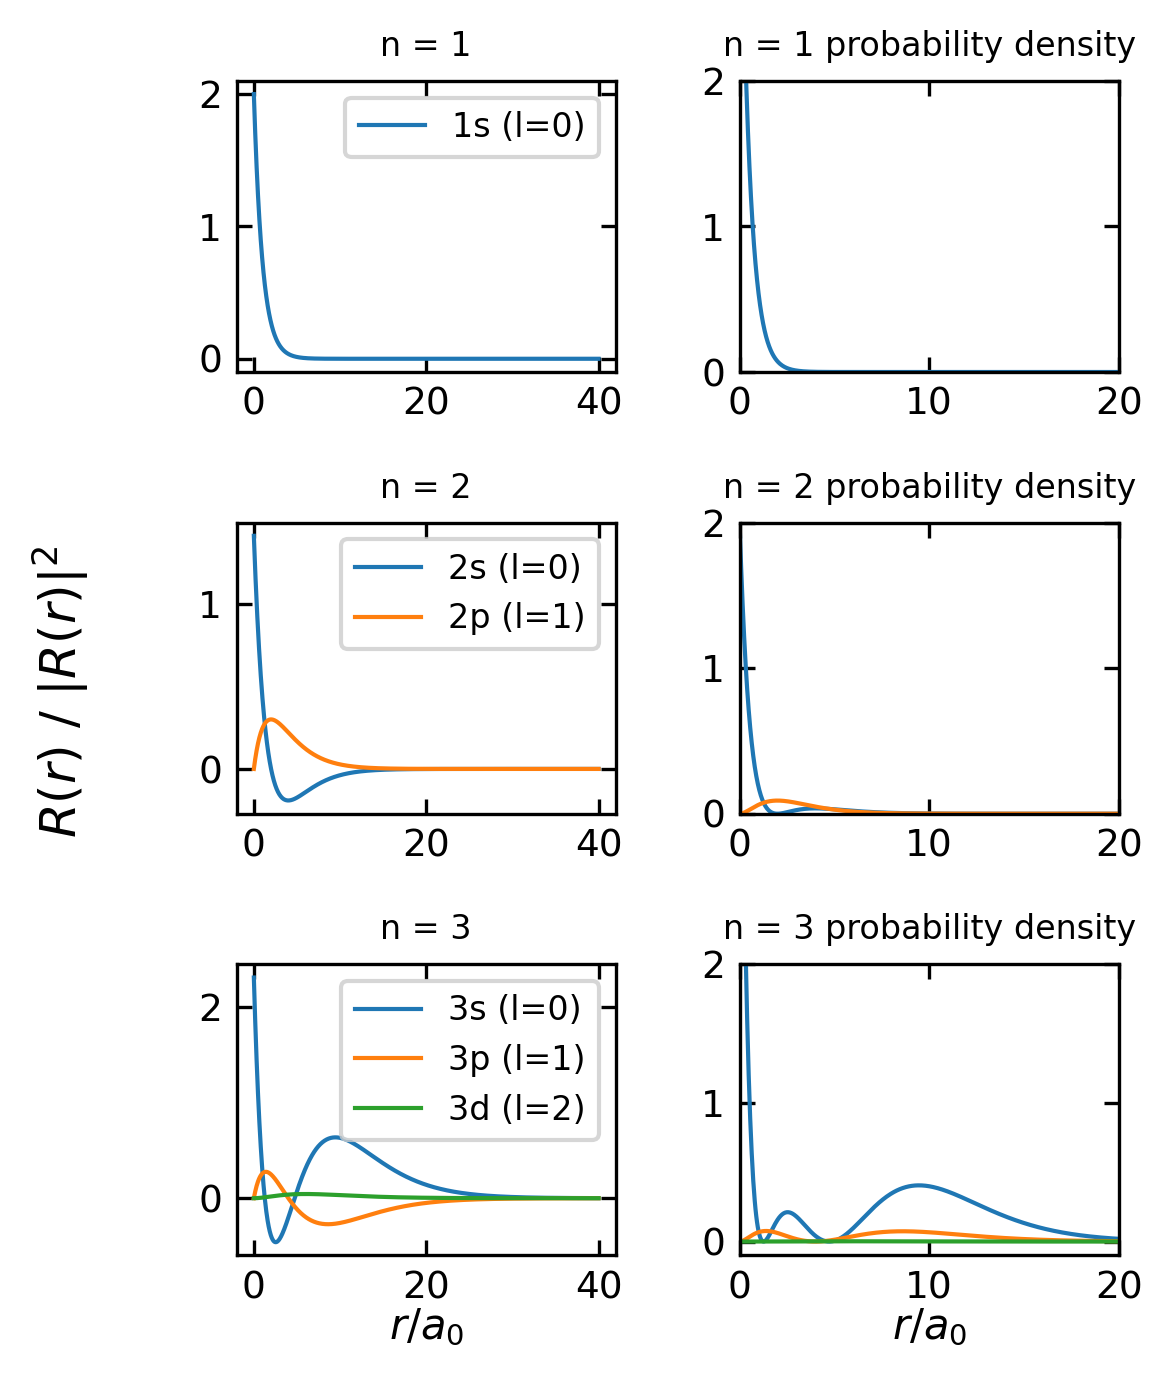 n = 1
2
1
0
1s (l=0)
0 20 40
n = 1 probability density
2
1
0
0 10 20
n = 2
1
0
2s (l=0)
2p (l=1)
0 20 40
n = 2 probability density
2
1
0
0 10 20
R(r) / |R(r)|²
n = 3
2
0
3s (l=0)
3p (l=1)
3d (l=2)
0 20 40
r/a₀
n = 3 probability density
2
1
0
0 10 20
r/a₀